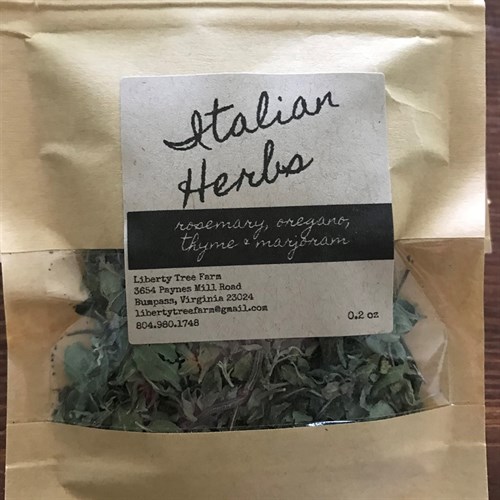 Italian
Herbs
rosemary, oregano,
thyme & marjoram
Liberty Tree Farm
3654 Paynes Mill Road
Bumpass, Virginia 23024
libertytreefarm@gmail.com
804.980.1748
0.2 oz